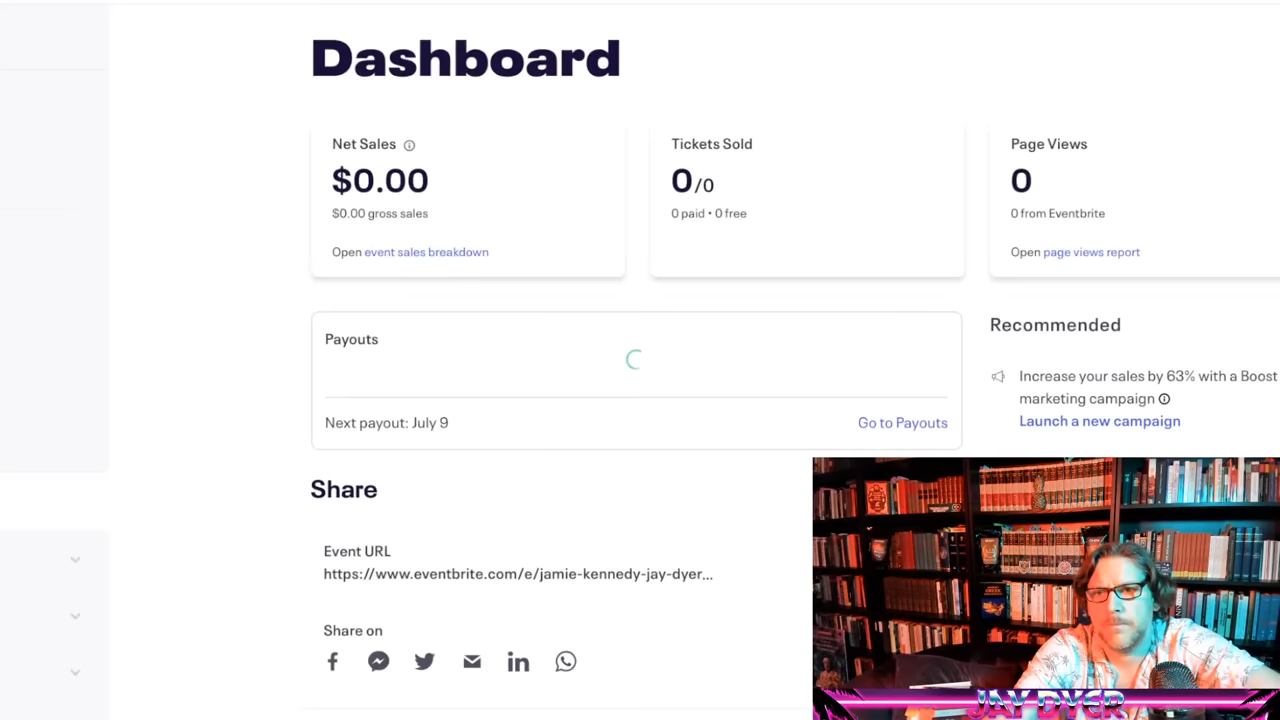 Dashboard
Net Sales
$0.00
$0.00 gross sales
Open event sales breakdown
Tickets Sold
0/0
0 paid • 0 free
Page Views
0
0 from Eventbrite
Open page views report
Payouts
Next payout: July 9
Go to Payouts
Recommended
Increase your sales by 63% with a Boost
marketing campaign
Launch a new campaign
Share
Event URL
https://www.eventbrite.com/e/jamie-kennedy-jay-dyer...
Share on
JAY DYER